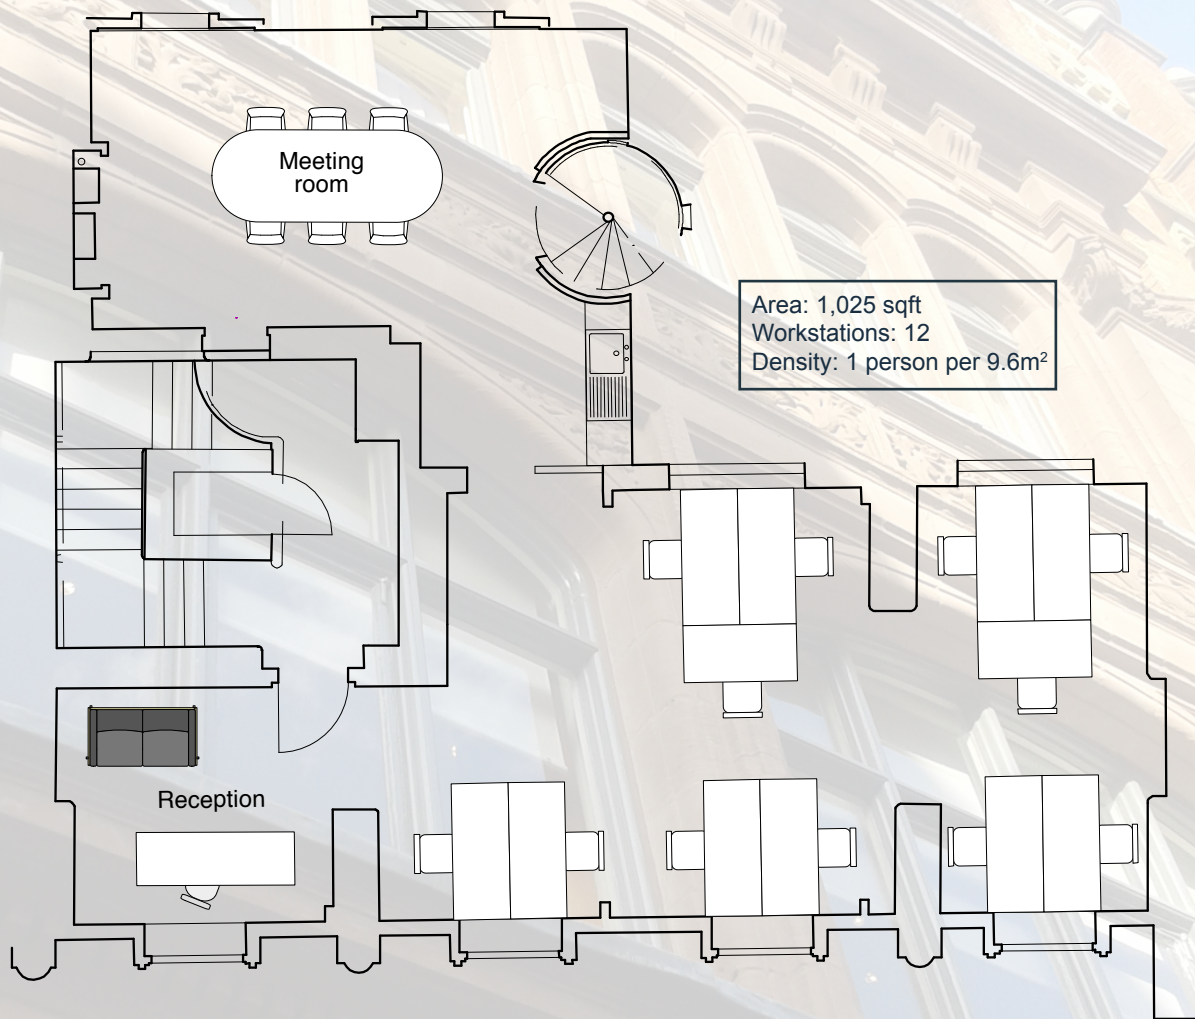 Meeting
room
Area: 1,025 sqft
Workstations: 12
Density: 1 person per 9.6m²
Reception